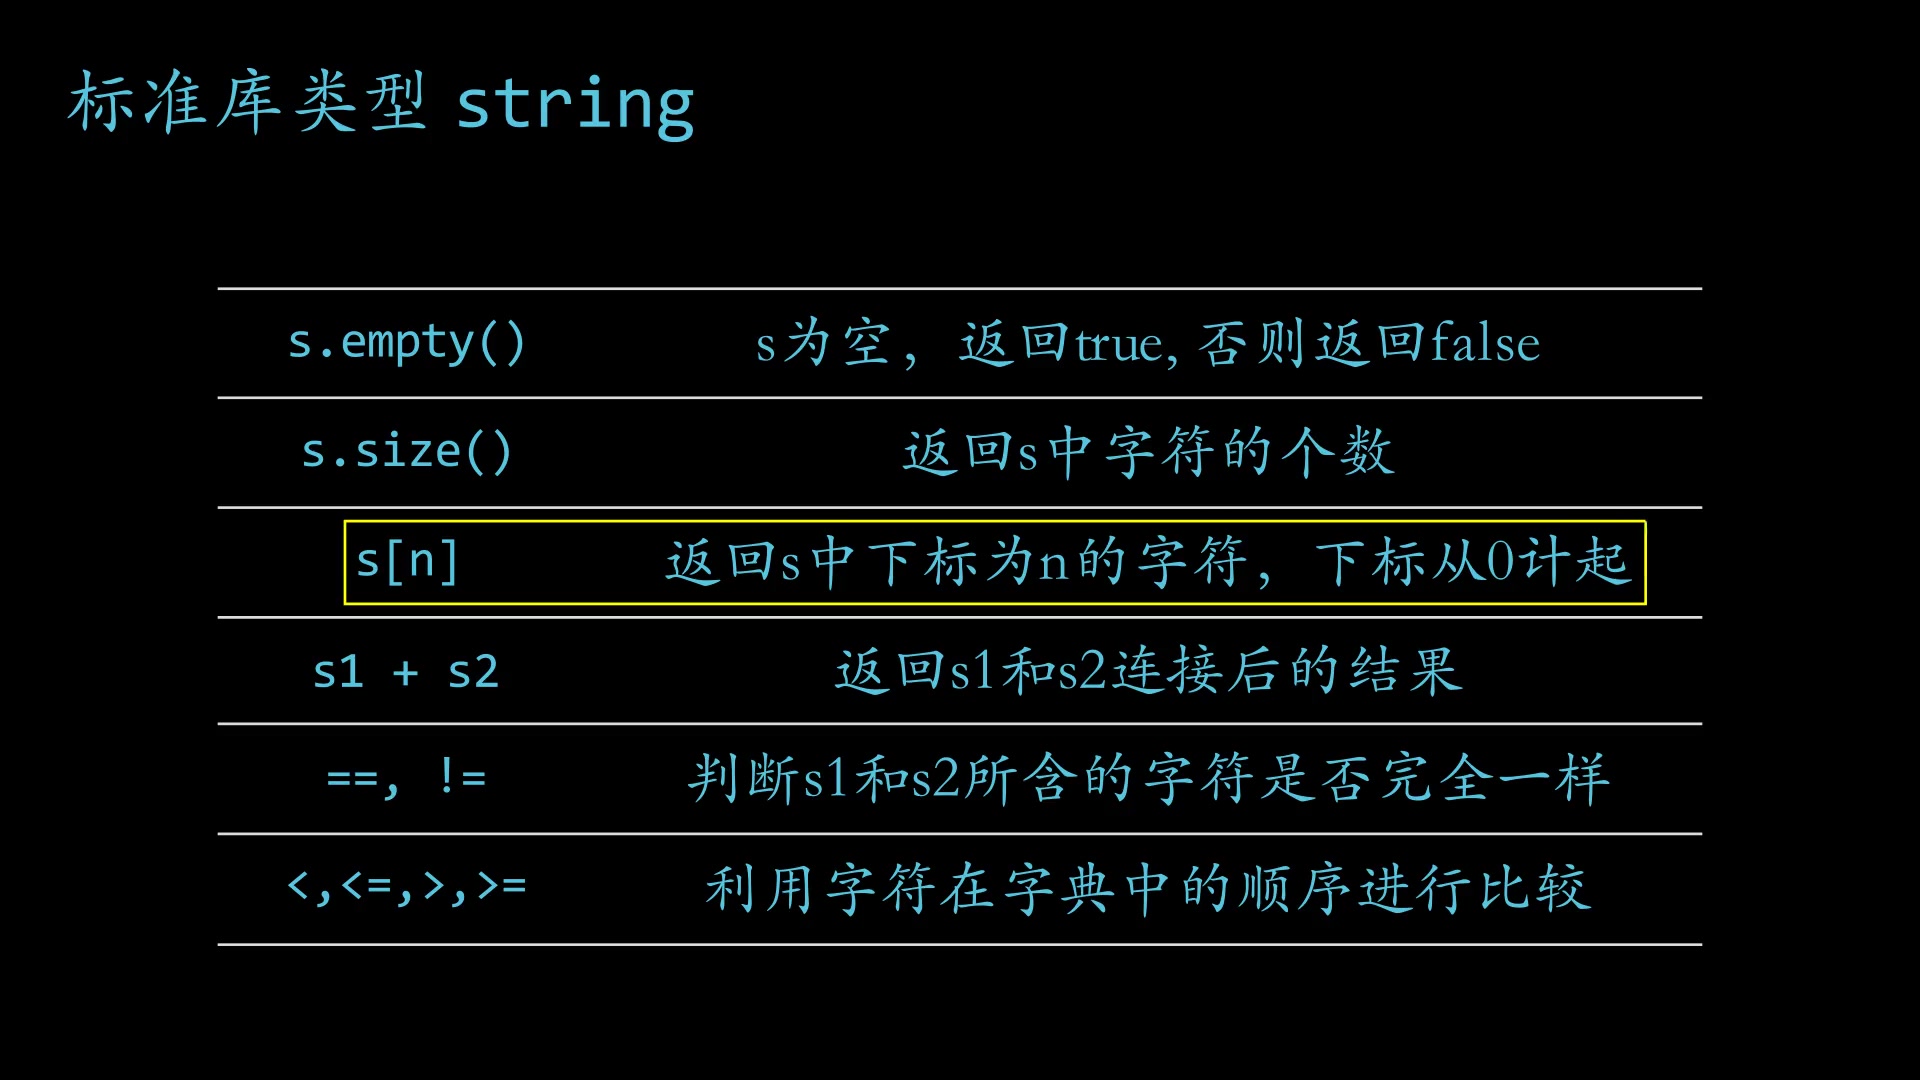 标准库类型 string
s.empty() s为空，返回true, 否则返回false
s.size() 返回s中字符的个数
s[n] 返回s中下标为n的字符，下标从0计起
s1 + s2 返回s1和s2连接后的结果
==, != 判断s1和s2所含的字符是否完全一样
<,<=,>,>= 利用字符在字典中的顺序进行比较